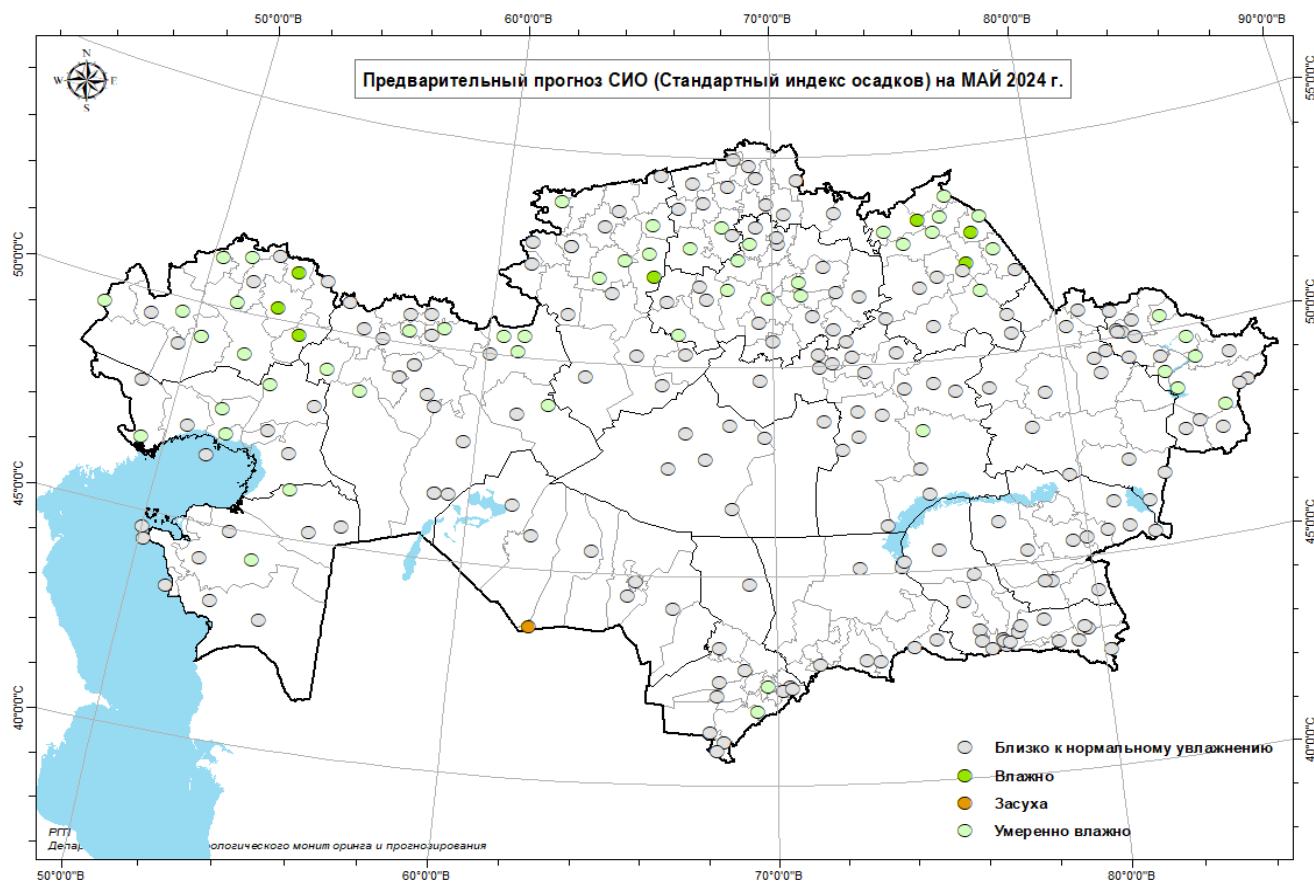 50°0'0"В 60°0'0"В 70°0'0"В 80°0'0"В 90°0'0"В
N
W E
S
Предварительный прогноз СИО (Стандартный индекс осадков) на МАЙ 2024 г.
55°0'0"С
50°0'0"С 50°0'0"С
45°0'0"С 45°0'0"С
40°0'0"С 40°0'0"С
Близко к нормальному увлажнению
Влажно
Засуха
Умеренно влажно
РГП
ологического мониторинга и прогнозирования
50°0'0"В 60°0'0"В 70°0'0"В 80°0'0"В